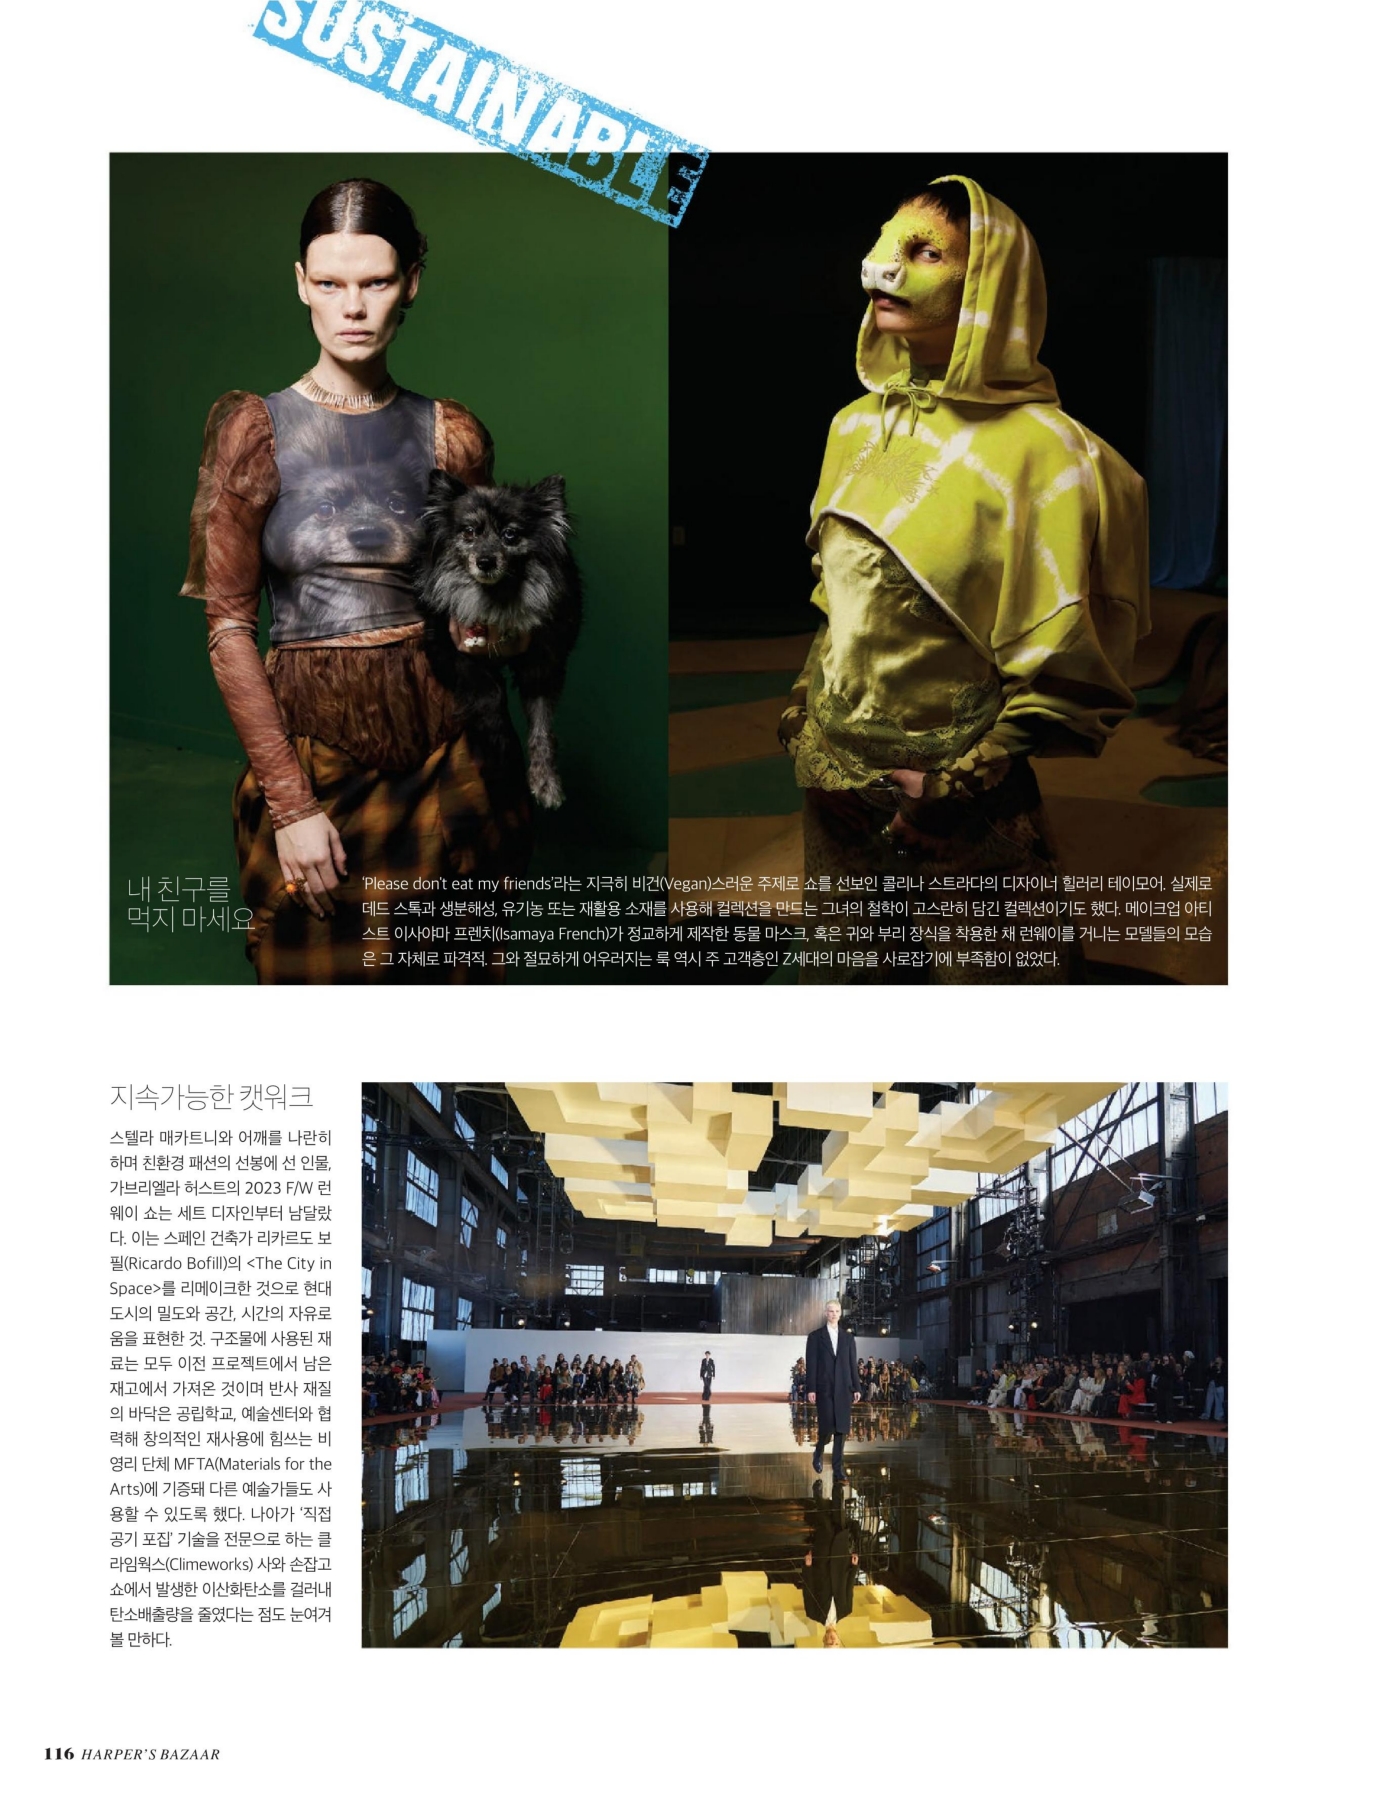 SUSTAINABLE
내 친구를
먹지 마세요
‘Please don’t eat my friends’라는 지극히 비건(Vegan)스러운 주제로 쇼를 선보인 콜리나 스트라다의 디자이너 힐러리 테이모어. 실제로
데드 스톡과 생분해성, 유기농 또는 재활용 소재를 사용해 컬렉션을 만드는 그녀의 철학이 고스란히 담긴 컬렉션이기도 했다. 메이크업 아티
스트 이사야마 프렌치(Isamaya French)가 정교하게 제작한 동물 마스크, 혹은 귀와 부리 장식을 착용한 채 런웨이를 거니는 모델들의 모습
은 그 자체로 파격적. 그와 절묘하게 어우러지는 룩 역시 주 고객층인 Z세대의 마음을 사로잡기에 부족함이 없었다.
지속가능한 캣워크
스텔라 매카트니와 어깨를 나란히
하며 친환경 패션의 선봉에 선 인물,
가브리엘라 허스트의 2023 F/W 런
웨이 쇼는 세트 디자인부터 남달랐
다. 이는 스페인 건축가 리카르도 보
필(Ricardo Bofill)의 <The City in
Space>를 리메이크한 것으로 현대
도시의 밀도와 공간, 시간의 자유로
움을 표현한 것. 구조물에 사용된 재
료는 모두 이전 프로젝트에서 남은
재고에서 가져온 것이며 반사 재질
의 바닥은 공립학교, 예술센터와 협
력해 창의적인 재사용에 힘쓰는 비
영리 단체 MFTA(Materials for the
Arts)에 기증돼 다른 예술가들도 사
용할 수 있도록 했다. 나아가 ‘직접
공기 포집’ 기술을 전문으로 하는 클
라임웍스(Climeworks) 사와 손잡고
쇼에서 발생한 이산화탄소를 걸러내
탄소배출량을 줄였다는 점도 눈여겨
볼 만하다.
116 HARPER’S BAZAAR